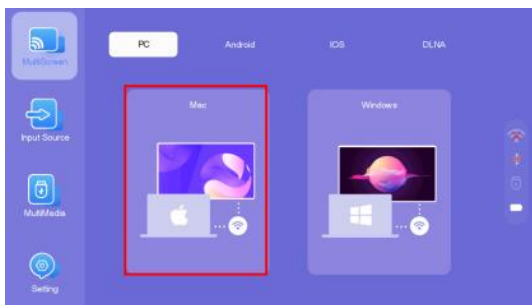 MultiScreen
Input Source
MultiMedia
Setting
PC
Android
IOS
DLNA
Mac
Windows